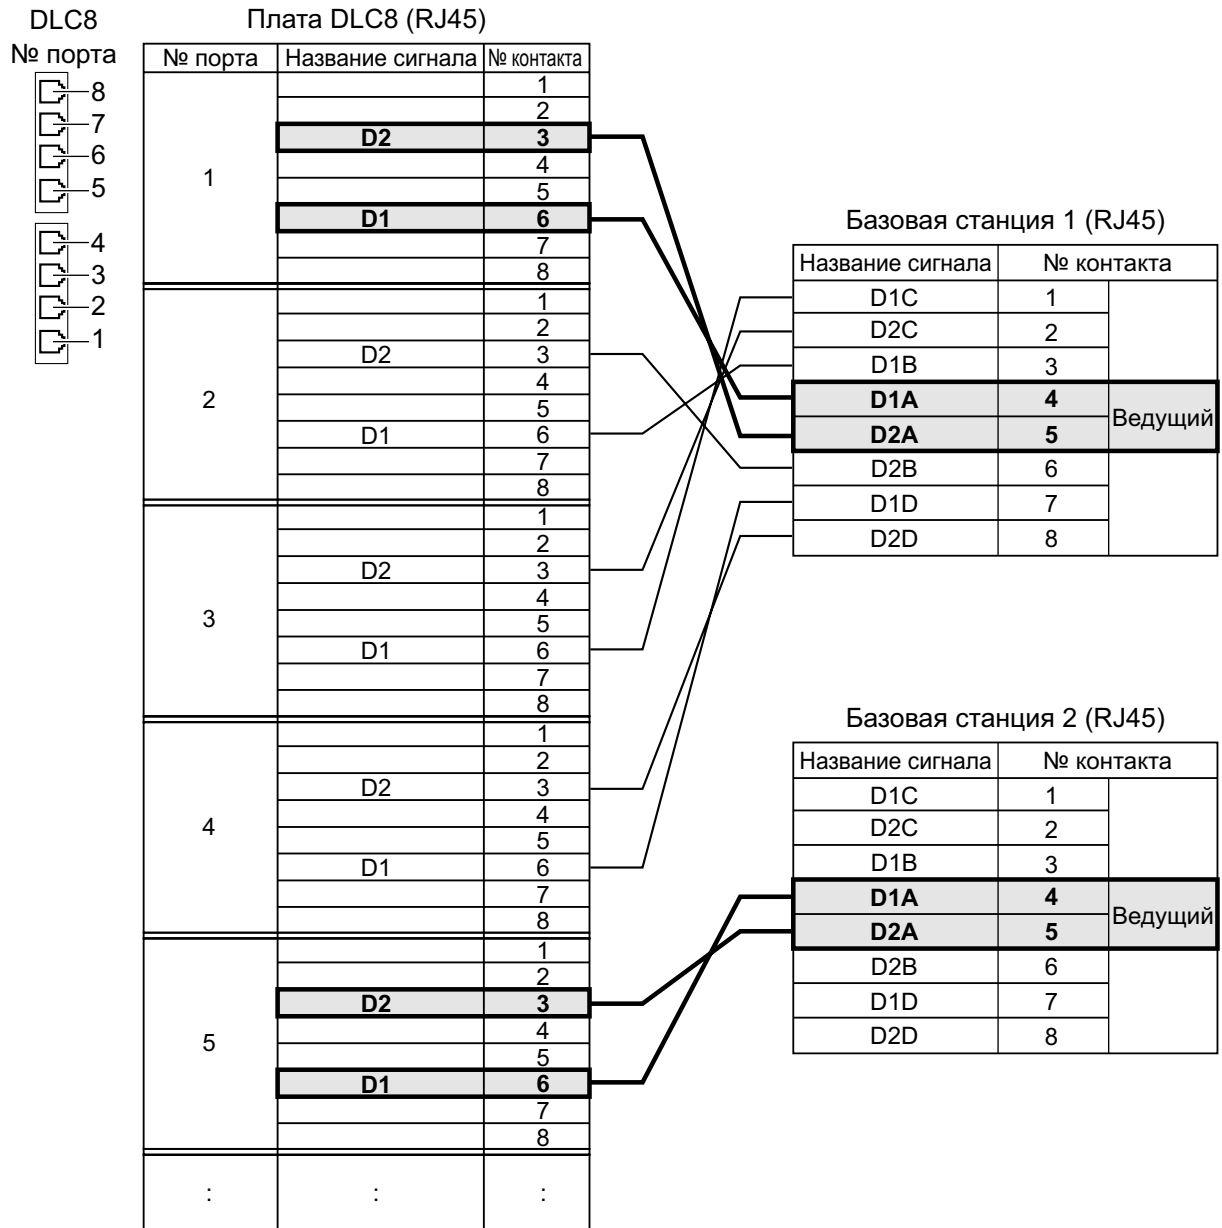 DLC8
№ порта
8
7
6
5
4
3
2
1
Плата DLC8 (RJ45)
№ порта Название сигнала № контакта
1
1
2
D2 3
4
5
D1 6
7
8
2
1
2
D2 3
4
5
D1 6
7
8
3
1
2
D2 3
4
5
D1 6
7
8
4
1
2
D2 3
4
5
D1 6
7
8
5
1
2
D2 3
4
5
D1 6
7
8
: : :
Базовая станция 1 (RJ45)
Название сигнала № контакта
D1C 1
D2C 2
D1B 3
D1A 4
Ведущий
D2A 5
D2B 6
D1D 7
D2D 8
Базовая станция 2 (RJ45)
Название сигнала № контакта
D1C 1
D2C 2
D1B 3
D1A 4
Ведущий
D2A 5
D2B 6
D1D 7
D2D 8